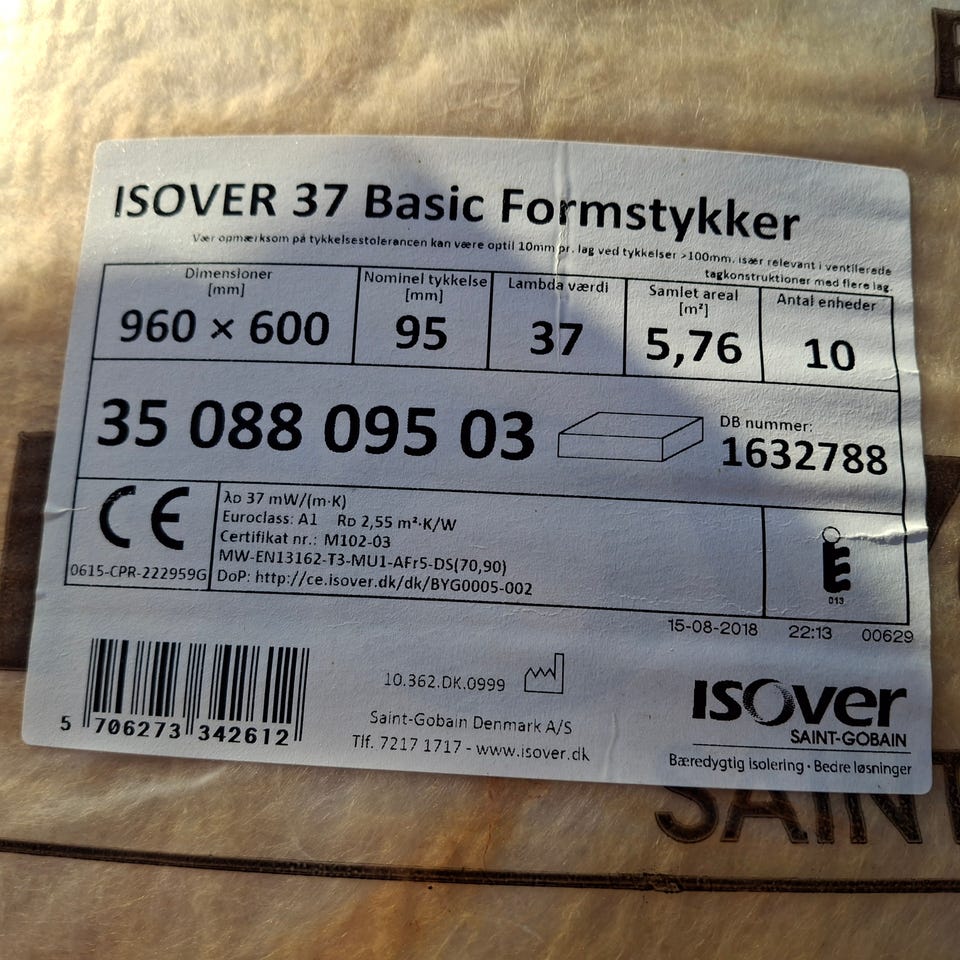 ISOVER 37 Basic Formstykker
Vær opmærksom på tykkelsestolerancen kan være optil 10mm pr. lag ved tykkelser >100mm, især relevant i ventilerede
tagkonstruktioner med flere lag.
Dimensioner
[mm]
960 × 600
Nominel tykkelse
[mm]
95
Lambda værdi
37
Samlet areal
[m²]
5,76
Antal enheder
10
35 088 095 03
DB nummer:
1632788
CE
0615-CPR-222959G
λD 37 mW/(m·K)
Euroclass: A1 RD 2,55 m²·K/W
Certifikat nr.: M102-03
MW-EN13162-T3-MU1-AFr5-DS(70,90)
DoP: http://ce.isover.dk/dk/BYG0005-002
013
15-08-2018 22:13 00629
5 706273 342612
10.362.DK.0999
Saint-Gobain Denmark A/S
Tlf. 7217 1717 - www.isover.dk
isover
SAINT-GOBAIN
Bæredygtig isolering · Bedre løsninger
SAINT